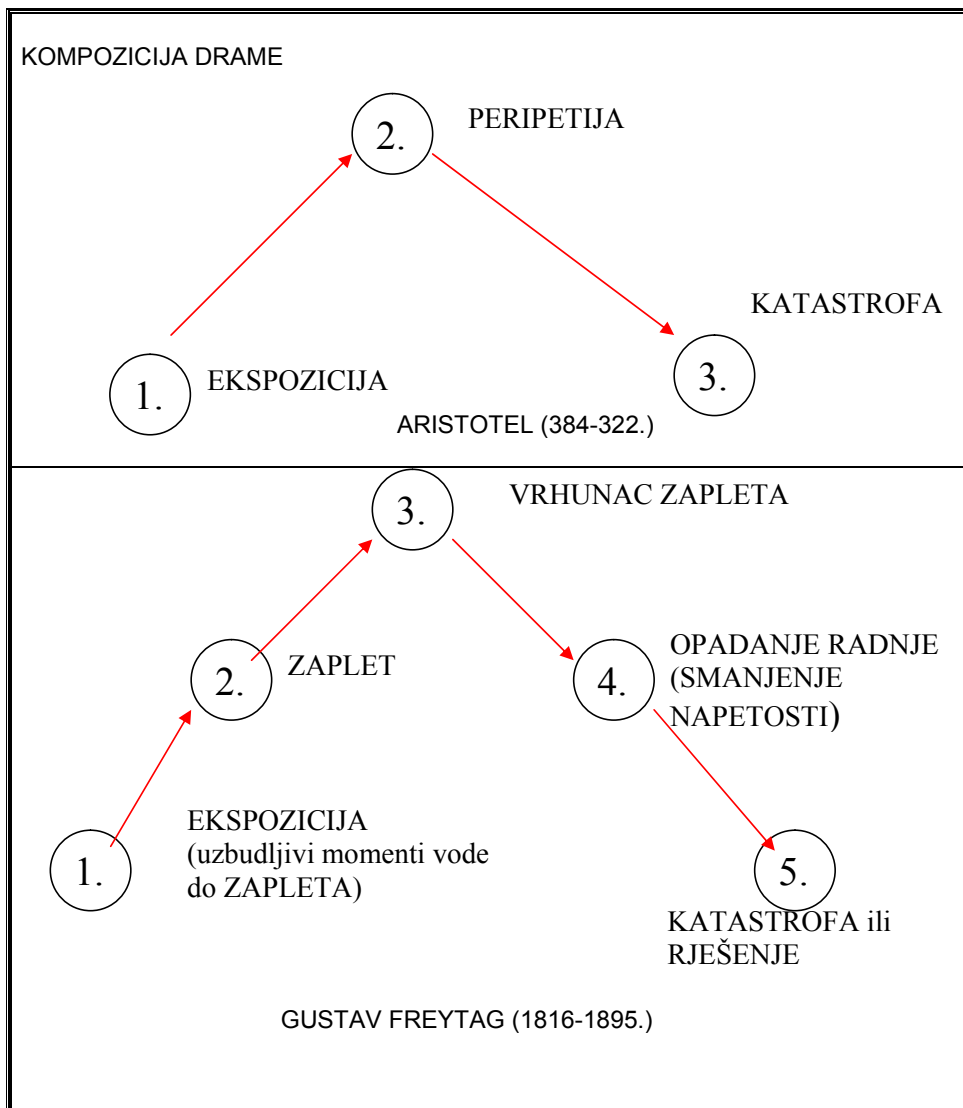 KOMPOZICIJA DRAME
2.
PERIPETIJA
KATASTROFA
1.
EKSPOZICIJA
3.
ARISTOTEL (384-322.)
3.
VRHUNAC ZAPLETA
2.
ZAPLET
4.
OPADANJE RADNJE
(SMANJENJE
NAPETOSTI)
1.
EKSPOZICIJA
(uzbudljivi momenti vode
do ZAPLETA)
5.
KATASTROFA ili
RJEŠENJE
GUSTAV FREYTAG (1816-1895.)